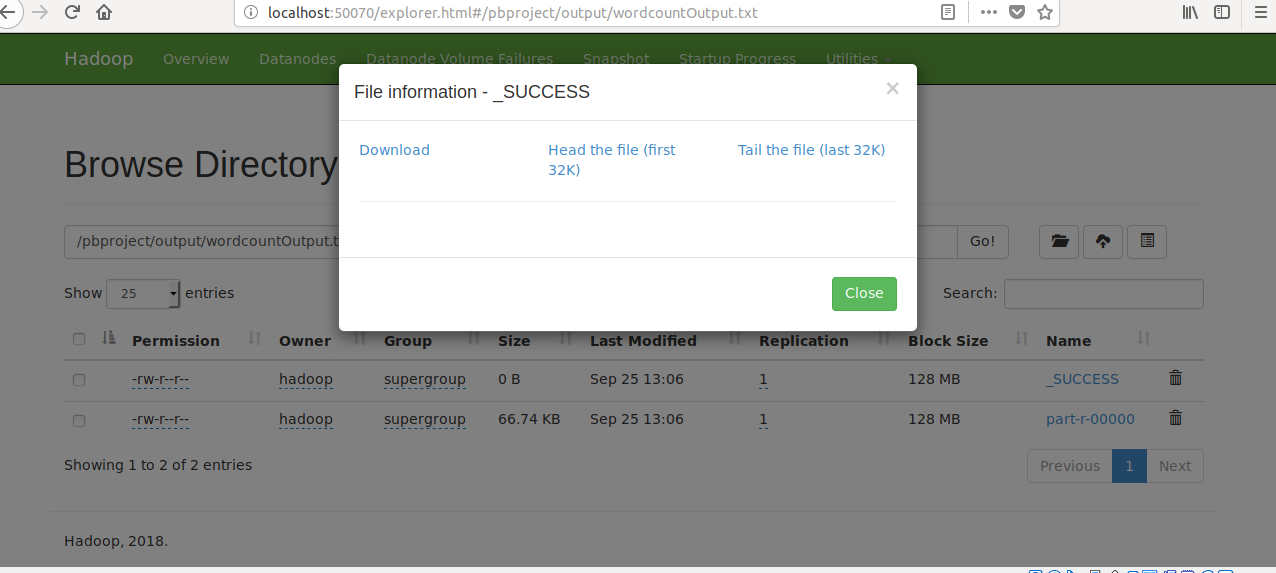 localhost:50070/explorer.html#/pbproject/output/wordcountOutput.txt
Hadoop Overview Datanodes Datanode Volume Failures Snapshot Startup Progress Utilities
File information - _SUCCESS ×
Download Head the file (first 32K) Tail the file (last 32K)
Browse Directory
/pbproject/output/wordcountOutput.t Go!
Close
Show 25 entries Search:
Permission Owner Group Size Last Modified Replication Block Size Name
-rw-r--r-- hadoop supergroup 0 B Sep 25 13:06 1 128 MB _SUCCESS
-rw-r--r-- hadoop supergroup 66.74 KB Sep 25 13:06 1 128 MB part-r-00000
Showing 1 to 2 of 2 entries Previous 1 Next
Hadoop, 2018.